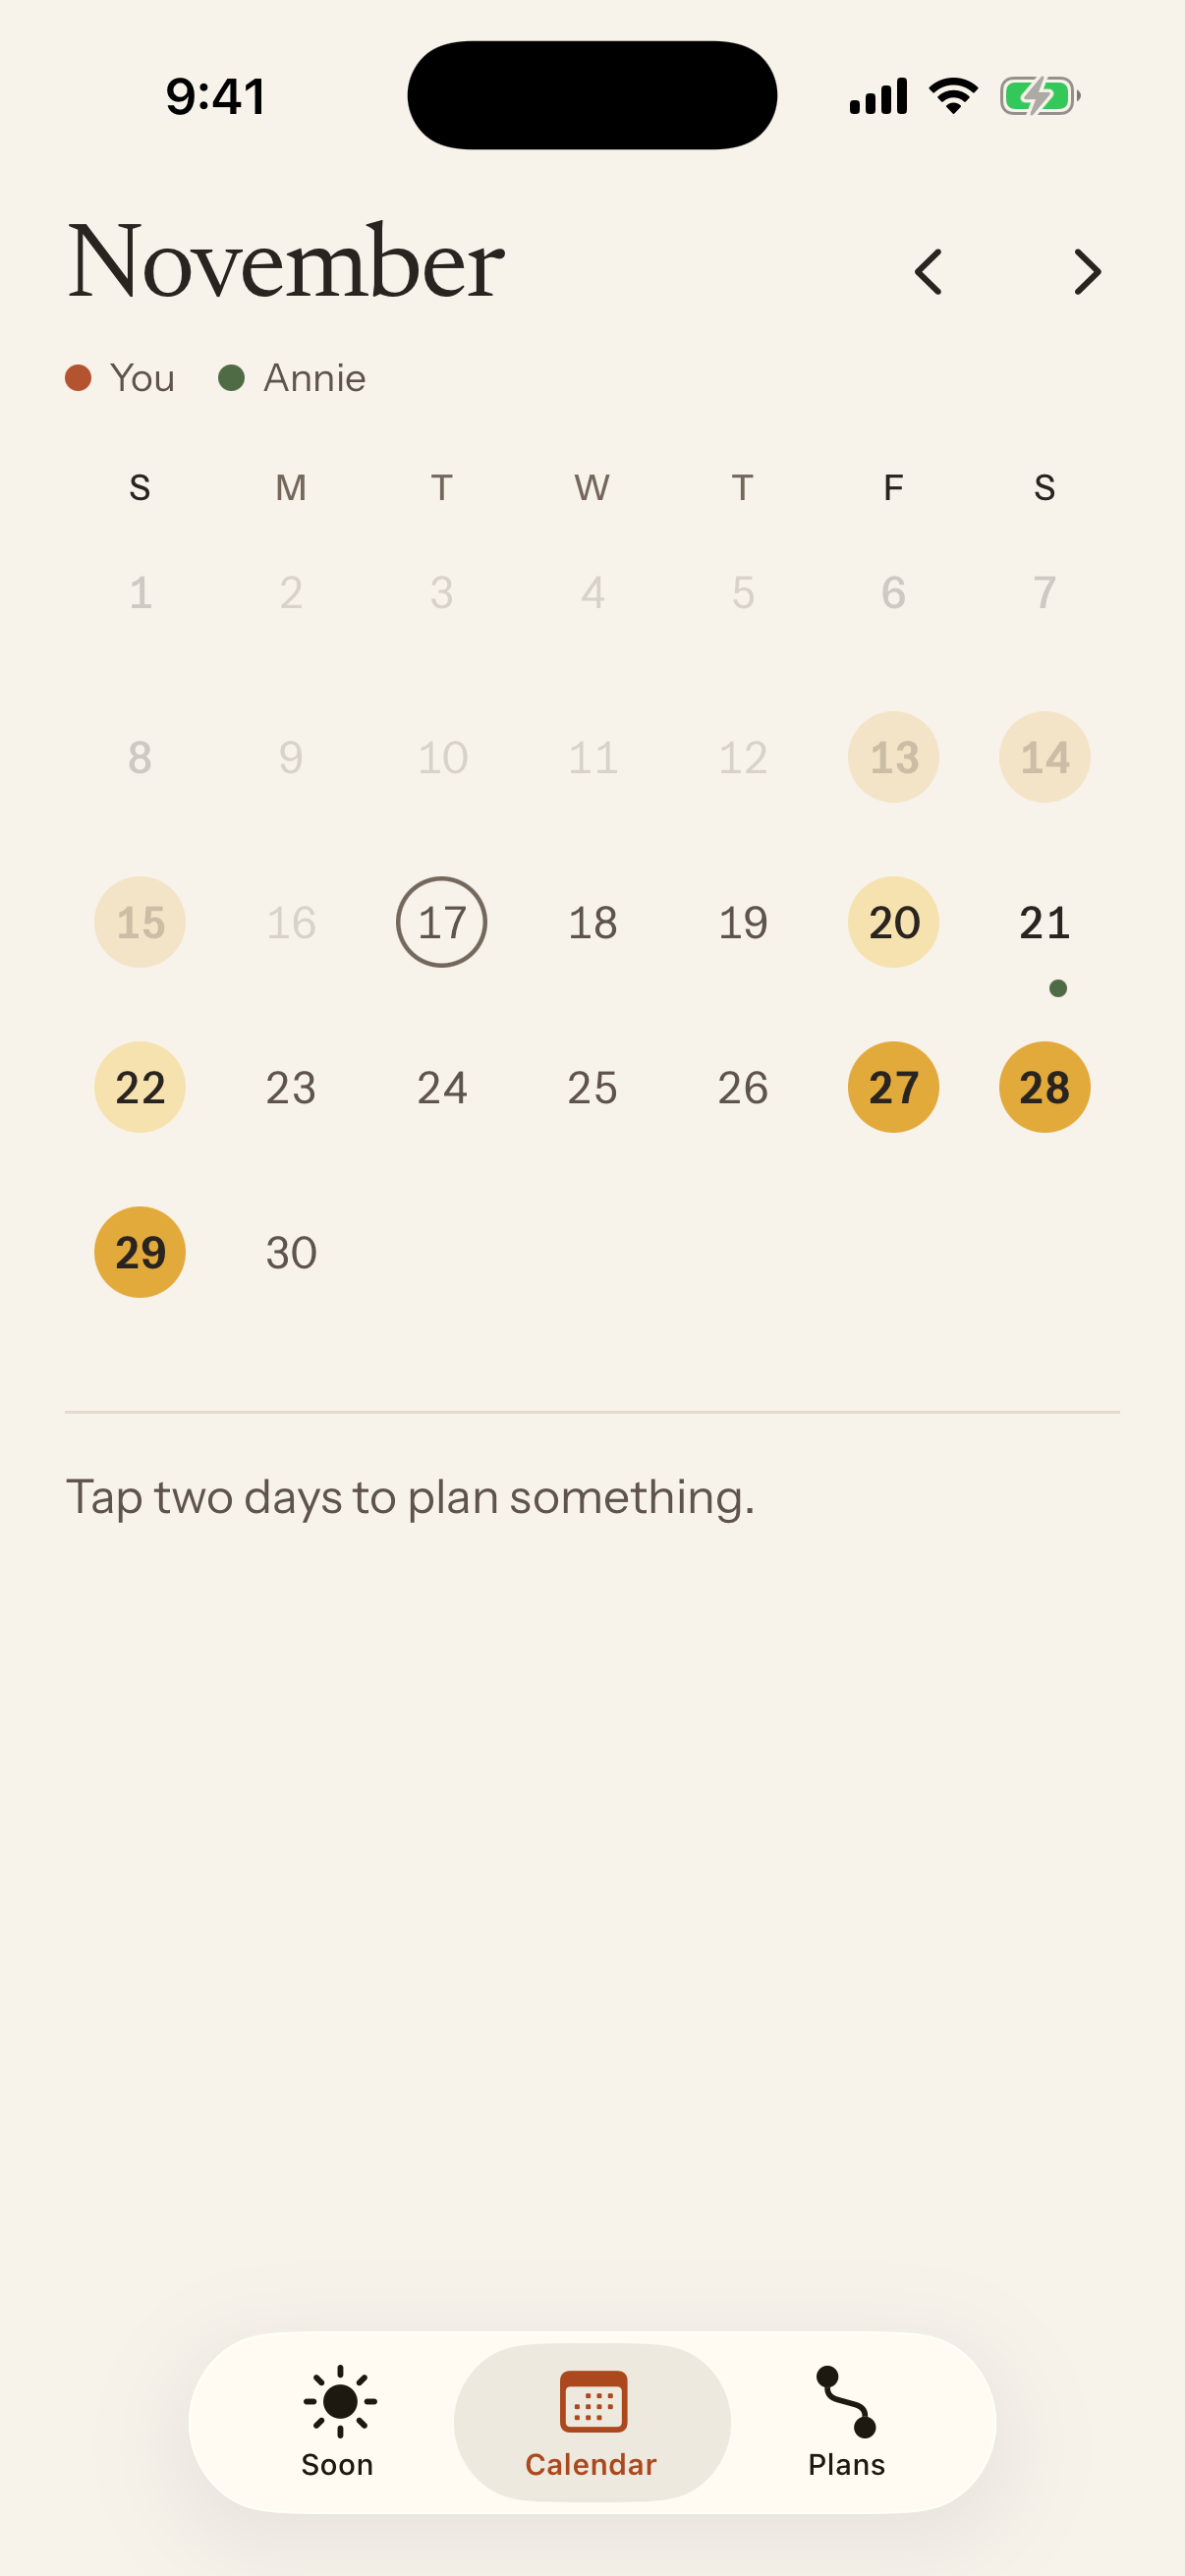 9:41
November
You Annie
S M T W T F S
1 2 3 4 5 6 7
8 9 10 11 12 13 14
15 16 17 18 19 20 21
22 23 24 25 26 27 28
29 30
Tap two days to plan something.
Soon Calendar Plans